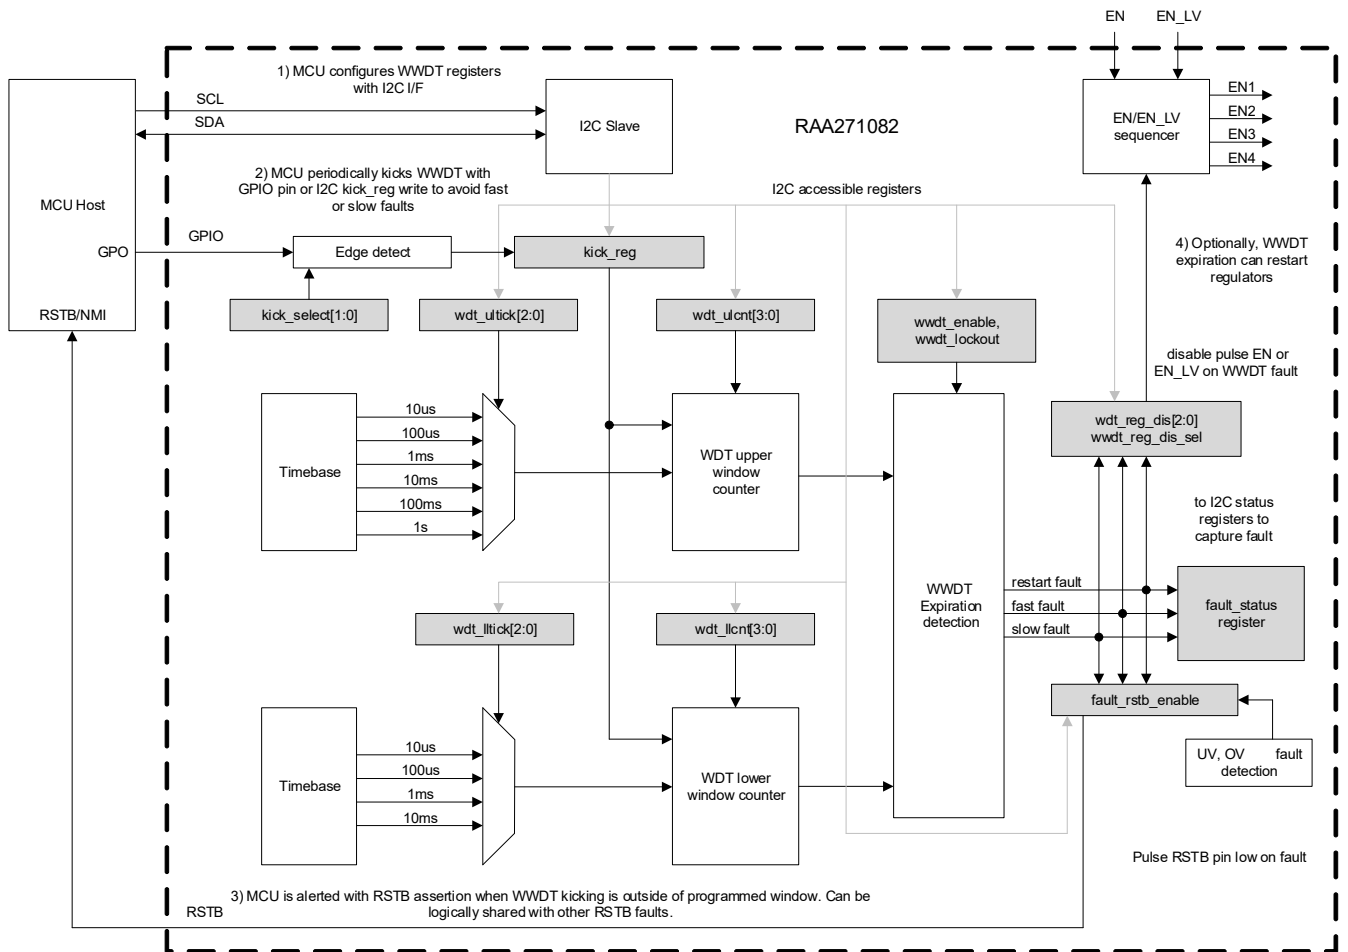 EN
EN_LV
1) MCU configures WWDT registers
with I2C I/F
SCL
SDA
I2C Slave
RAA271082
EN/EN_LV
sequencer
EN1
EN2
EN3
EN4
2) MCU periodically kicks WWDT with
GPIO pin or I2C kick_reg write to avoid fast
or slow faults
I2C accessible registers
MCU Host
GPO
GPIO
Edge detect
kick_reg
4) Optionally, WWDT
expiration can restart
regulators
RSTB/NMI
kick_select[1:0]
wdt_ultick[2:0]
wdt_ulcnt[3:0]
wwdt_enable,
wwdt_lockout
disable pulse EN or
EN_LV on WWDT fault
wdt_reg_dis[2:0]
wwdt_reg_dis_sel
Timebase
10us
100us
1ms
10ms
100ms
1s
WDT upper
window
counter
to I2C status
registers to
capture fault
WWDT
Expiration
detection
restart fault
fast fault
slow fault
fault_status
register
wdt_lltick[2:0]
wdt_llcnt[3:0]
fault_rstb_enable
UV, OV fault
detection
Timebase
10us
100us
1ms
10ms
WDT lower
window counter
Pulse RSTB pin low on fault
3) MCU is alerted with RSTB assertion when WWDT kicking is outside of programmed window. Can be
logically shared with other RSTB faults.
RSTB